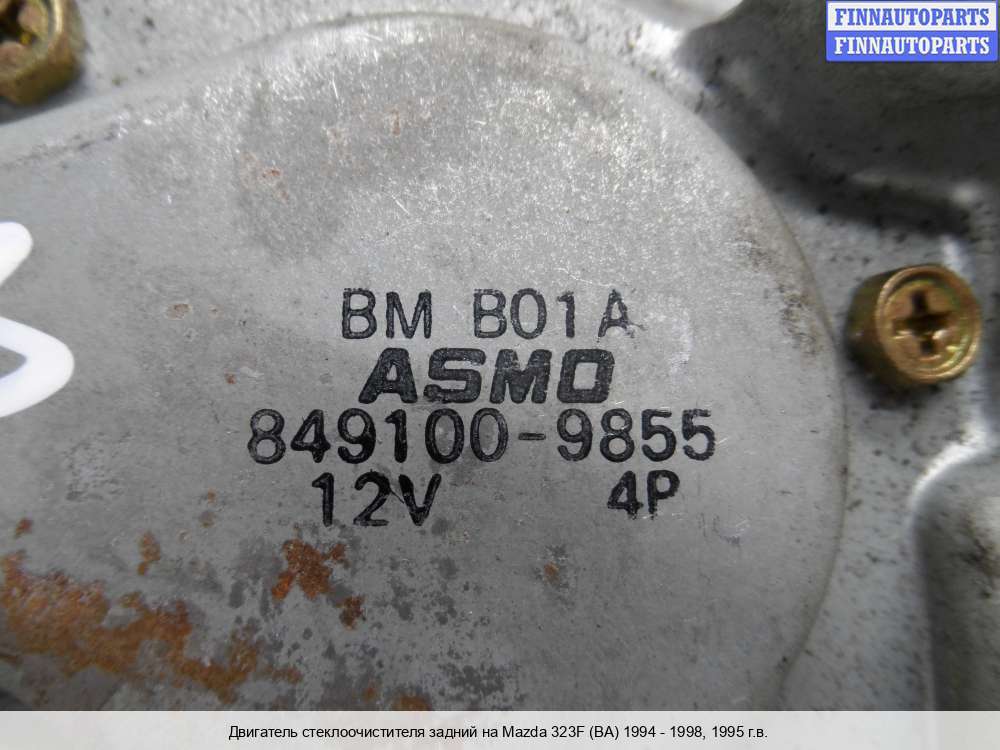 FINNAUTOPARTS
FINNAUTOPARTS
BM B01A
ASMO
849100-9855
12V 4P
Двигатель стеклоочистителя задний на Mazda 323F (BA) 1994 - 1998, 1995 г.в.